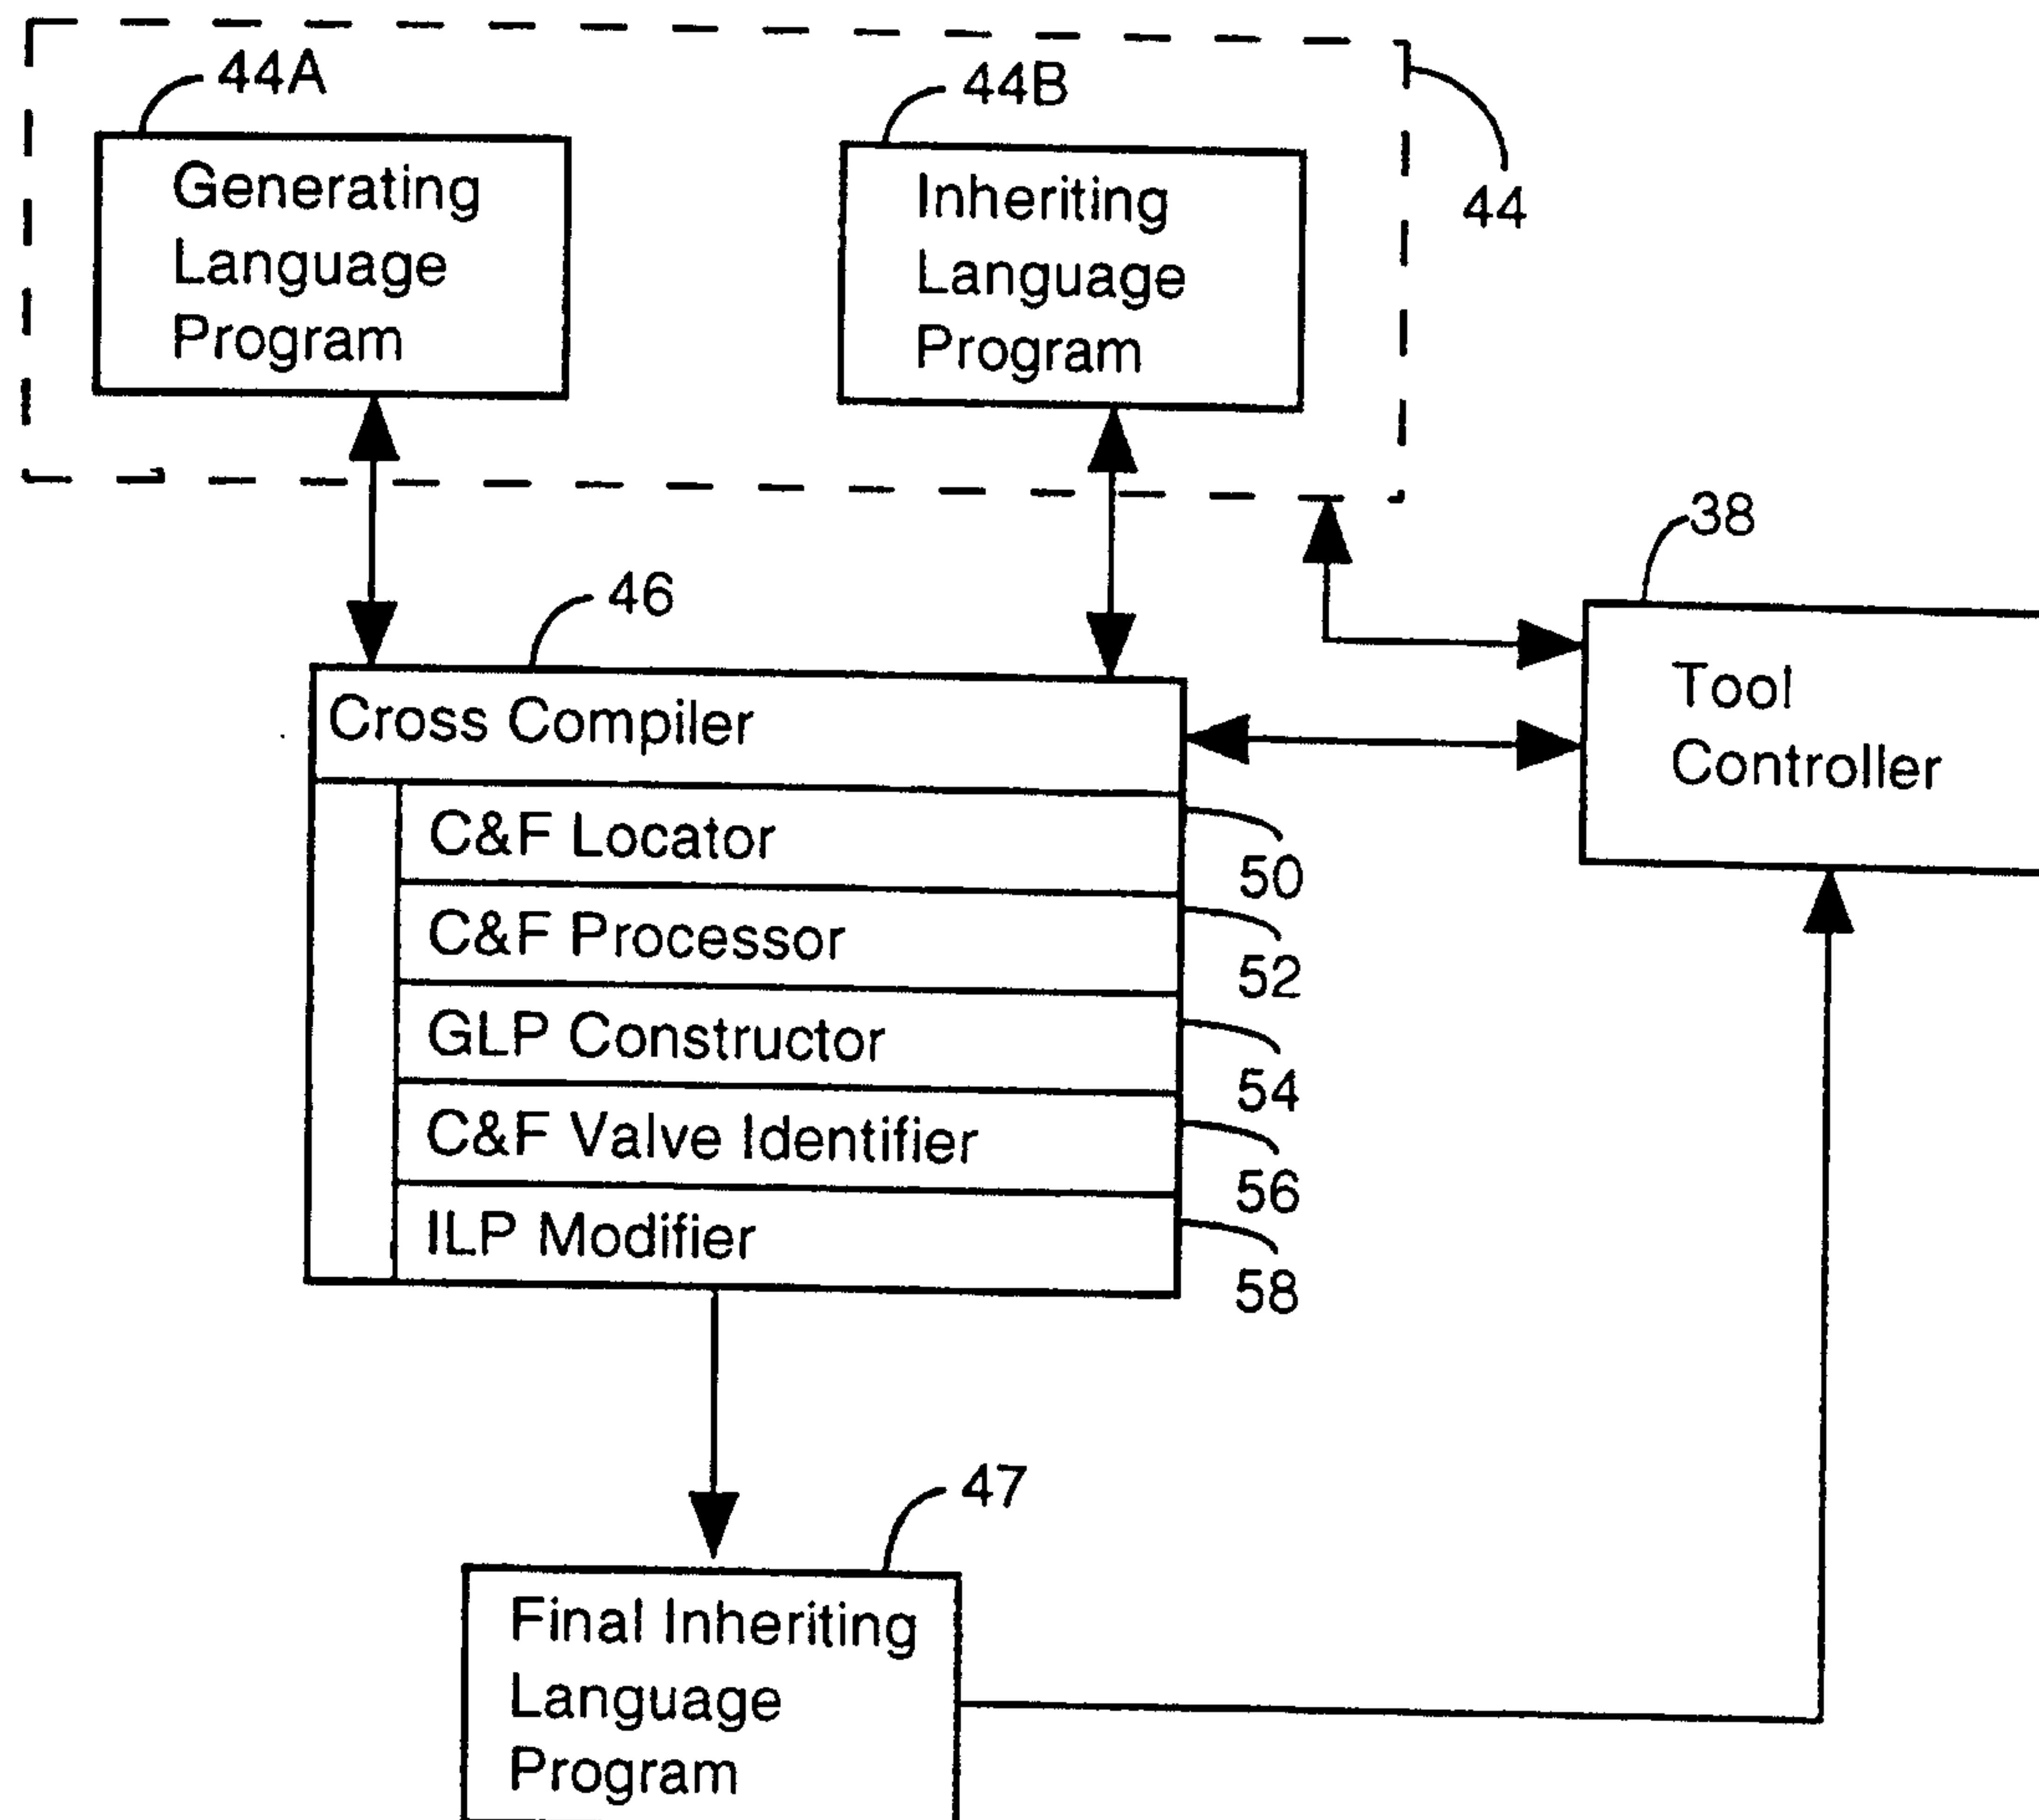 44A
44B
44
Generating
Language
Program
Inheriting
Language
Program
38
46
Tool
Controller
Cross Compiler
C&F Locator
50
C&F Processor
52
GLP Constructor
54
C&F Valve Identifier
56
ILP Modifier
58
47
Final Inheriting
Language
Program